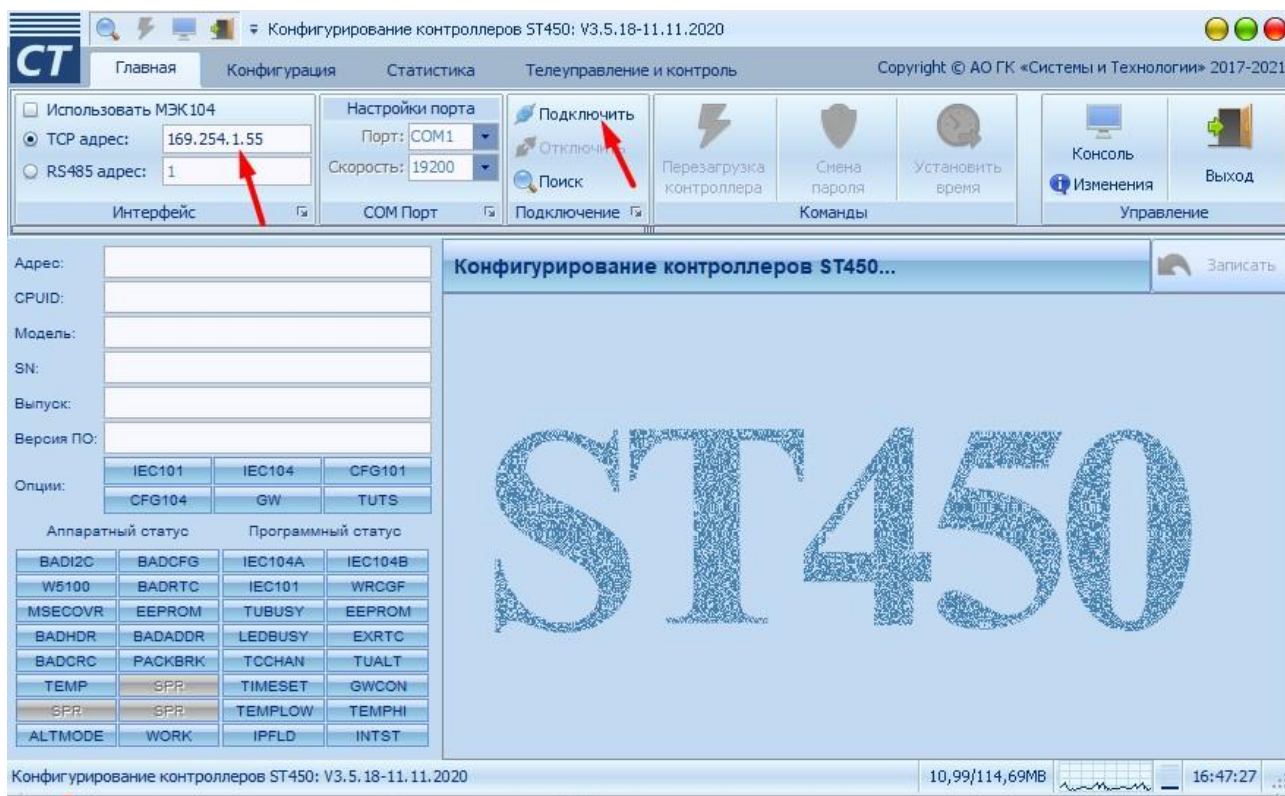 Конфигурирование контроллеров ST450: V3.5.18-11.11.2020
СТ
Главная Конфигурация Статистика Телеуправление и контроль Copyright © АО ГК «Системы и Технологии» 2017-2021
Использовать МЭК104
TCP адрес: 169.254.1.55
RS485 адрес: 1
Интерфейс
Настройки порта
Порт: COM1
Скорость: 19200
COM Порт
Подключить
Отключить
Поиск
Подключение
Перезагрузка контроллера
Смена пароля
Установить время
Команды
Консоль
Изменения
Выход
Управление
Адрес:
CPUID:
Модель:
SN:
Выпуск:
Версия ПО:
Опции:
IEC101 IEC104 CFG101
CFG104 GW TUTS
Аппаратный статус Программный статус
BADI2C BADCFG IEC104A IEC104B
W5100 BADRTC IEC101 WRCGF
MSECOVR EEPROM TUBUSY EEPROM
BADHDR BADADDR LEDBUSY EXRTC
BADCRC PACKBRK TCCHAN TUALT
TEMP SPR TIMESET GWCON
SPR SPR TEMPLOW TEMPHI
ALTMODE WORK IPFLD INTST
Конфигурирование контроллеров ST450...
Записать
ST450
Конфигурирование контроллеров ST450: V3.5.18-11.11.2020
10,99/114,69MB
16:47:27